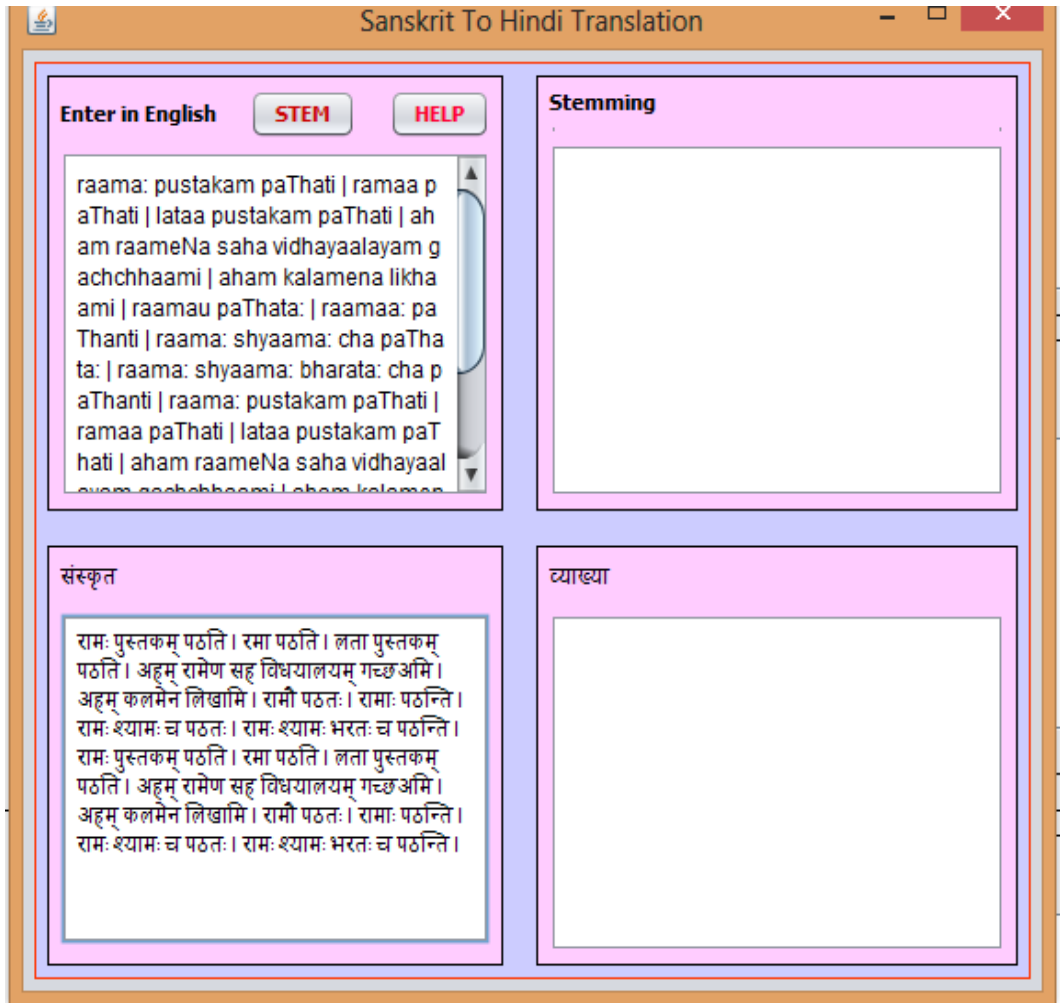 Sanskrit To Hindi Translation
Enter in English
STEM
HELP
raama: pustakam paThati | ramaa p
aThati | lataa pustakam paThati | ah
am raameNa saha vidhayaalayam g
achchhaami | aham kalamena likha
ami | raamau paThata: | raamaa: pa
Thanti | raama: shyaama: cha paTha
ta: | raama: shyaama: bharata: cha p
aThanti | raama: pustakam paThati |
ramaa paThati | lataa pustakam paT
hati | aham raameNa saha vidhayaal
ayam gachchhaami | aham kalamen
Stemming
संस्कृत
रामः पुस्तकम् पठति । रमा पठति । लता पुस्तकम्
पठति । अहम् रामेण सह विधयालयम् गच्छअमि ।
अहम् कलमेन लिखामि । रामौ पठतः । रामाः पठन्ति ।
रामः श्यामः च पठतः । रामः श्यामः भरतः च पठन्ति ।
रामः पुस्तकम् पठति । रमा पठति । लता पुस्तकम्
पठति । अहम् रामेण सह विधयालयम् गच्छअमि ।
अहम् कलमेन लिखामि । रामौ पठतः । रामाः पठन्ति ।
रामः श्यामः च पठतः । रामः श्यामः भरतः च पठन्ति ।
व्याख्या